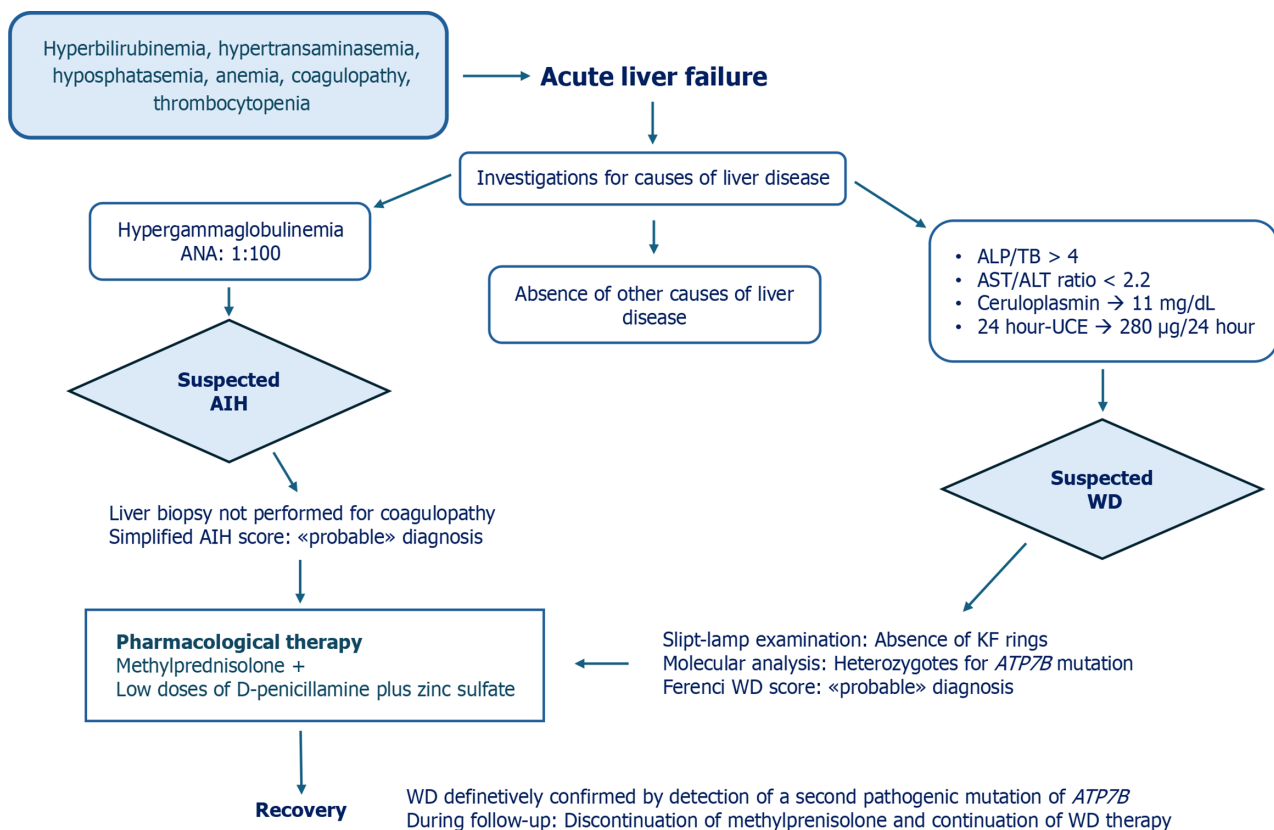 Hyperbilirubinemia, hypertransaminasemia,
hyposphatasemia, anemia, coagulopathy,
thrombocytopenia
Acute liver failure
Investigations for causes of liver disease
Hypergammaglobulinemia
ANA: 1:100
Absence of other causes of liver
disease
• ALP/TB > 4
• AST/ALT ratio < 2.2
• Ceruloplasmin → 11 mg/dL
• 24 hour-UCE → 280 µg/24 hour
Suspected
AIH
Suspected
WD
Liver biopsy not performed for coagulopathy
Simplified AIH score: «probable» diagnosis
Slipt-lamp examination: Absence of KF rings
Molecular analysis: Heterozygotes for ATP7B mutation
Ferenci WD score: «probable» diagnosis
Pharmacological therapy
Methylprednisolone +
Low doses of D-penicillamine plus zinc sulfate
Recovery
WD definetively confirmed by detection of a second pathogenic mutation of ATP7B
During follow-up: Discontinuation of methylprenisolone and continuation of WD therapy